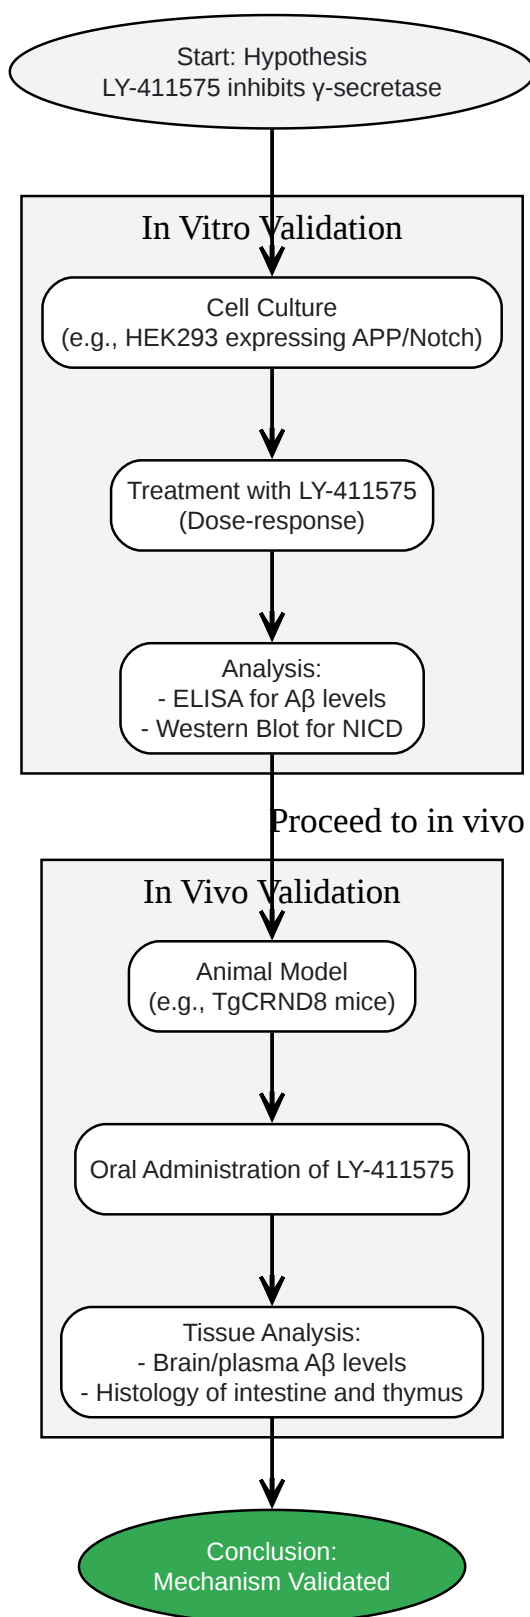 Start: Hypothesis
LY-411575 inhibits γ-secretase
In Vitro Validation
Cell Culture
(e.g., HEK293 expressing APP/Notch)
Treatment with LY-411575
(Dose-response)
Analysis:
- ELISA for Aβ levels
- Western Blot for NICD
Proceed to in vivo
In Vivo Validation
Animal Model
(e.g., TgCRND8 mice)
Oral Administration of LY-411575
Tissue Analysis:
- Brain/plasma Aβ levels
- Histology of intestine and thymus
Conclusion:
Mechanism Validated